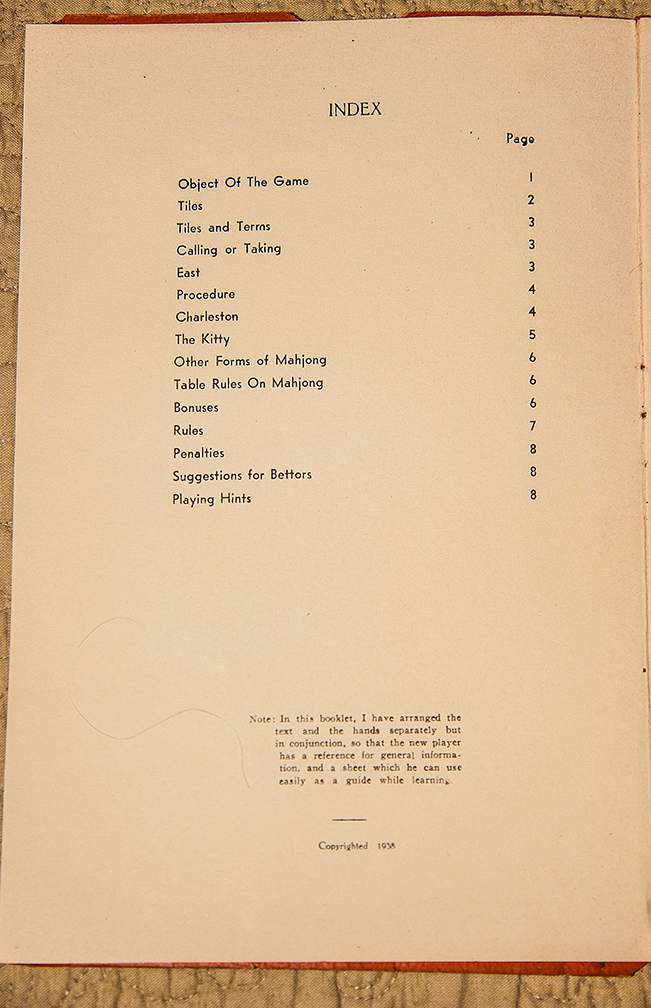 INDEX
Page
Object Of The Game 1
Tiles 2
Tiles and Terms 3
Calling or Taking 3
East 3
Procedure 4
Charleston 4
The Kitty 5
Other Forms of Mahjong 6
Table Rules On Mahjong 6
Bonuses 6
Rules 7
Penalties 8
Suggestions for Bettors 8
Playing Hints 8
Note: In this booklet, I have arranged the
text and the hands separately but
in conjunction, so that the new player
has a reference for general informa-
tion, and a sheet which he can use
easily as a guide while learning.
Copyrighted 1938